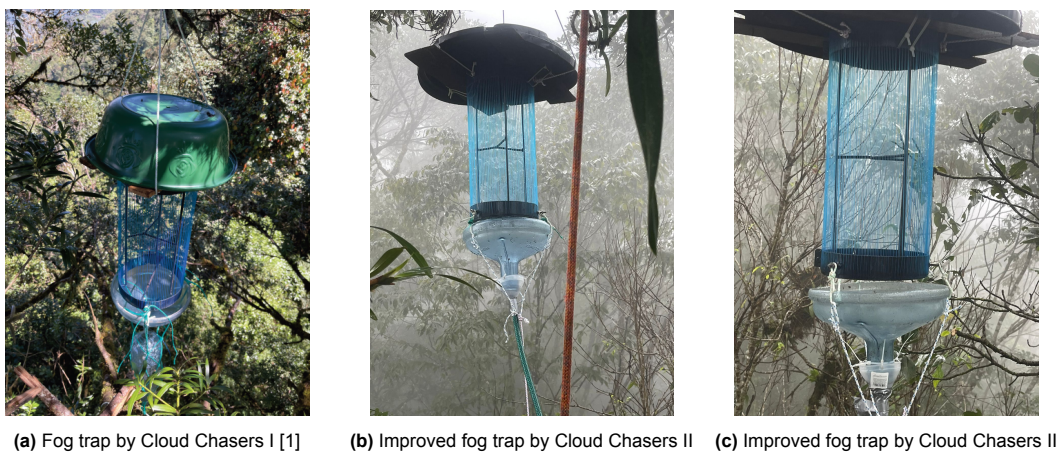 (a) Fog trap by Cloud Chasers I [1]
(b) Improved fog trap by Cloud Chasers II
(c) Improved fog trap by Cloud Chasers II